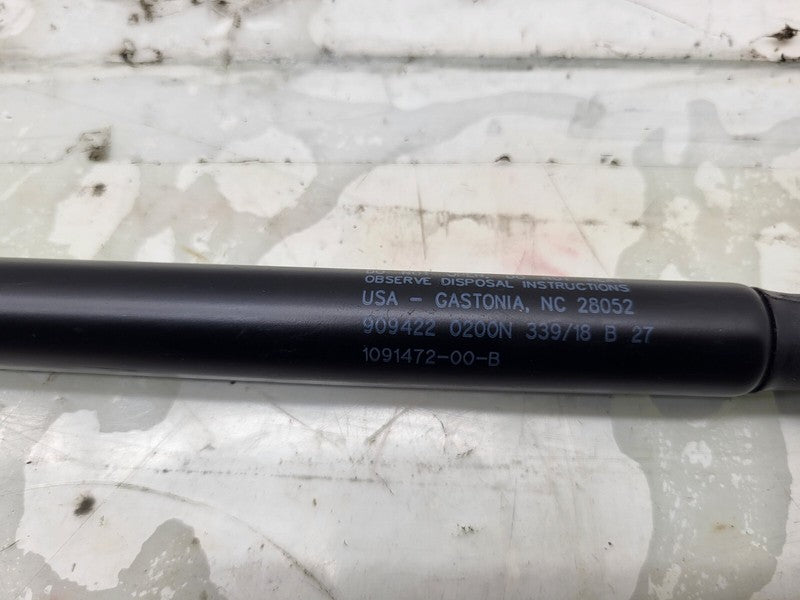 OBSERVE DISPOSAL INSTRUCTIONS
USA - GASTONIA, NC 28052
909422 0200N 339/18 B 27
1091472-00-B